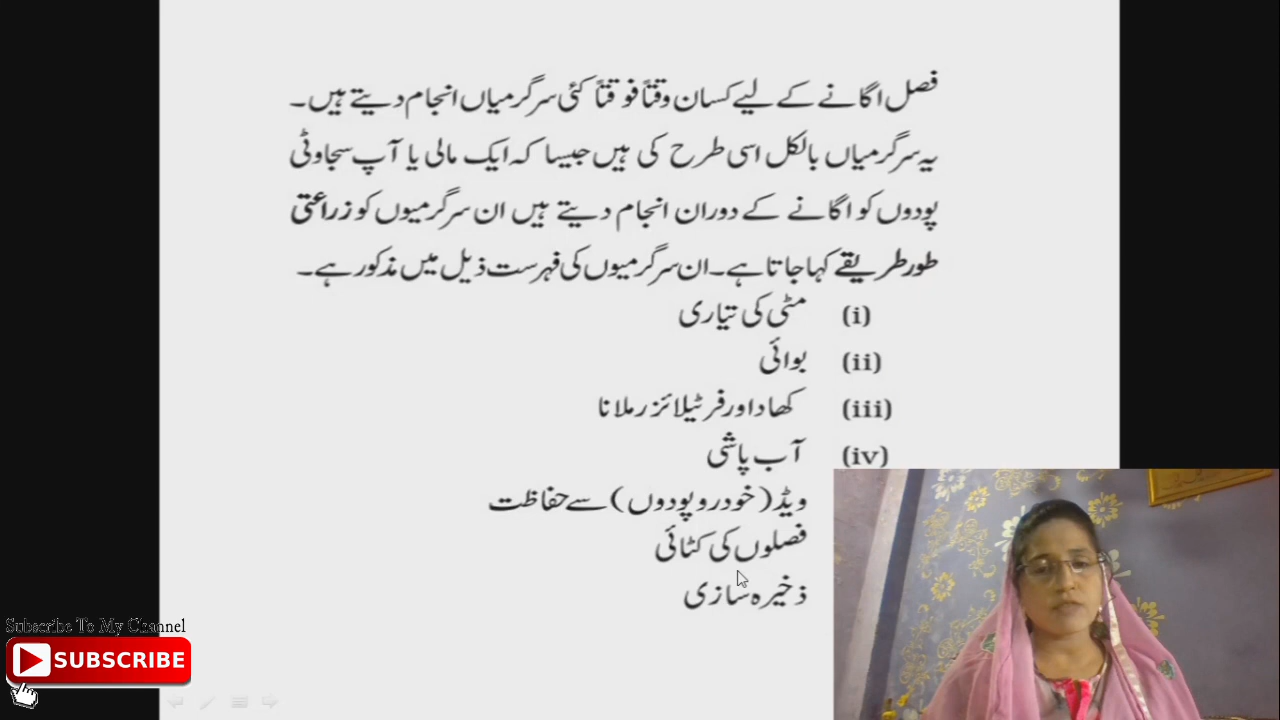 فصل اگانے کے لیے کسان وقتاً فوقتاً کئی سرگرمیاں انجام دیتے ہیں۔
یہ سرگرمیاں بالکل اسی طرح کی ہیں جیسا کہ ایک مالی یا آپ سجاوٹی
پودوں کو اگانے کے دوران انجام دیتے ہیں ان سرگرمیوں کو زراعتی
طور طریقے کہا جاتا ہے۔ ان سرگرمیوں کی فہرست ذیل میں مذکور ہے۔
(i) مٹی کی تیاری
(ii) بوائی
(iii) کھاد اور فرٹیلائزر ملانا
(iv) آب پاشی
ویڈ (خودرو پودوں) سے حفاظت
فصلوں کی کٹائی
ذخیرہ سازی
Subscribe To My Channel
SUBSCRIBE